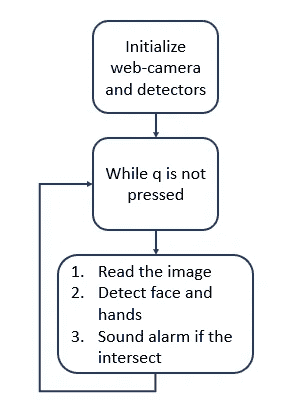 Initialize
web-camera
and detectors
While q is not
pressed
1. Read the image
2. Detect face and
hands
3. Sound alarm if the
intersect